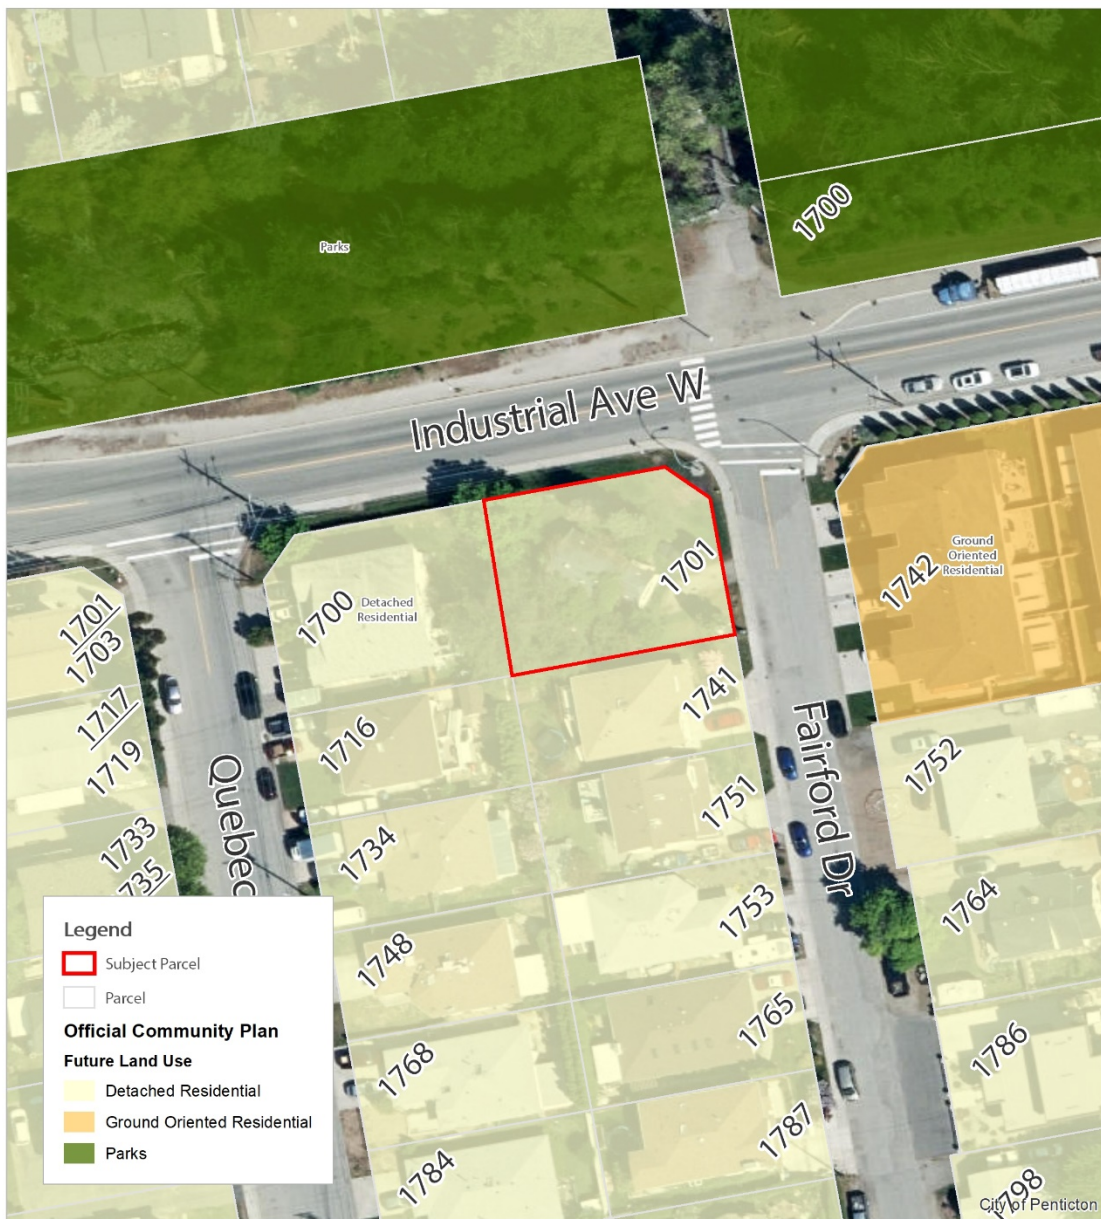 Parks
1700
Industrial Ave W
1701
1703
1717
1719
1733
1735
1700
Detached
Residential
1701
1716
1734
1748
1768
1784
Quebec
1741
1751
1753
1765
1787
Fairford Dr
1742
Ground
Oriented
Residential
1752
1764
1786
1798
Legend
Subject Parcel
Parcel
Official Community Plan
Future Land Use
Detached Residential
Ground Oriented Residential
Parks
City of Penticton